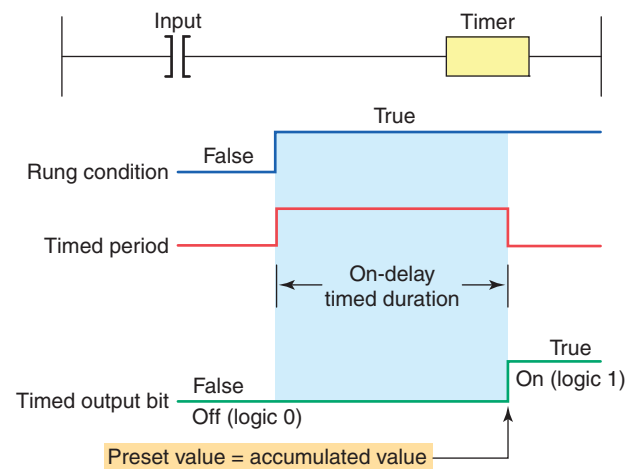 Input
Timer
True
False
Rung condition
Timed period
On-delay
timed duration
True
False
On (logic 1)
Timed output bit
Off (logic 0)
Preset value = accumulated value